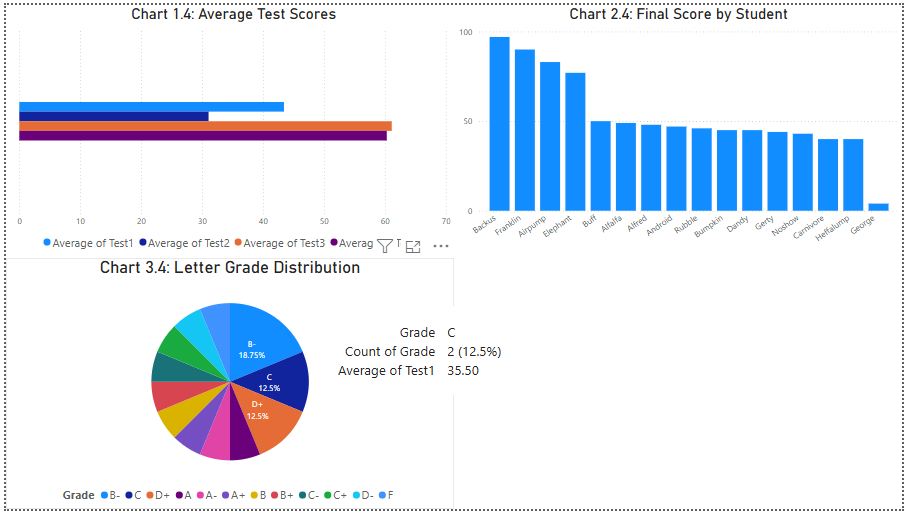 Chart 1.4: Average Test Scores
0 10 20 30 40 50 60 70
Average of Test1 Average of Test2 Average of Test3 Averag
Chart 2.4: Final Score by Student
100
50
0
Backus Franklin Airpump Elephant Buff Alfalfa Alfred Android Rubble Bumpkin Dandy Gerty Noshow Carnivore Heffalump George
Chart 3.4: Letter Grade Distribution
B-
18.75%
C
12.5%
D+
12.5%
Grade C
Count of Grade 2 (12.5%)
Average of Test1 35.50
Grade B- C D+ A A- A+ B B+ C- C+ D- F